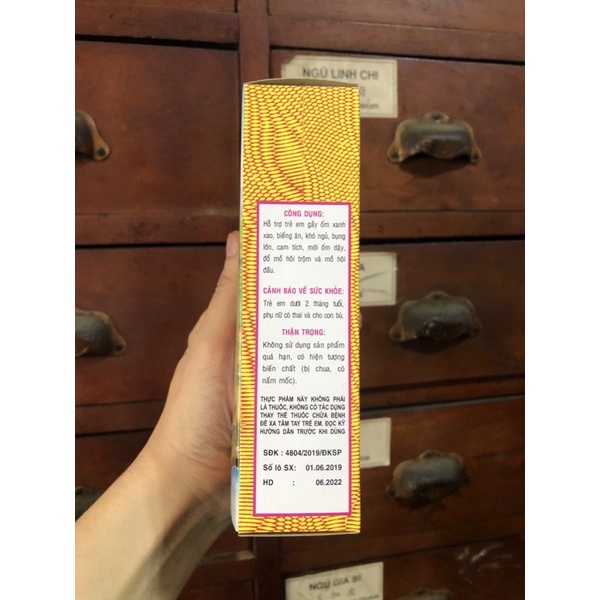 NGŨ LINH CHI
CÔNG DỤNG:
Hỗ trợ trẻ em gầy ốm xanh
xao, biếng ăn, khó ngủ, bụng
lớn, cam tích, mới ốm dậy,
đổ mồ hôi trộm và mồ hôi
đầu.
CẢNH BÁO VỀ SỨC KHỎE:
Trẻ em dưới 2 tháng tuổi,
phụ nữ có thai và cho con bú.
THẬN TRỌNG:
Không sử dụng sản phẩm
quá hạn, có hiện tượng
biến chất (bị chua, có
nấm mốc).
THỰC PHẨM NÀY KHÔNG PHẢI
LÀ THUỐC, KHÔNG CÓ TÁC DỤNG
THAY THẾ THUỐC CHỮA BỆNH
ĐỂ XA TẦM TAY TRẺ EM. ĐỌC KỸ
HƯỚNG DẪN TRƯỚC KHI DÙNG
SĐK : 4804/2019/ĐKSP
Số lô SX: 01.06.2019
HD : 06.2022
NGŨ GIA BÌ